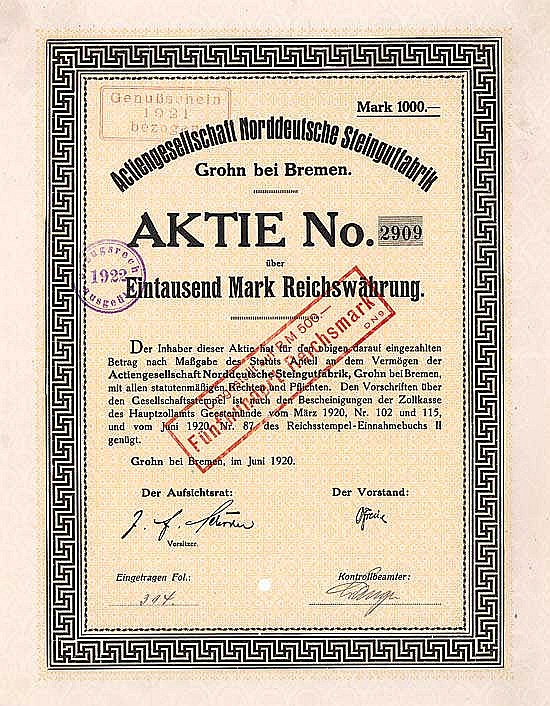 Genußschein
1921
Mark 1000.—
Actiengesellschaft Norddeutsche Steingutfabrik
Grohn bei Bremen.
AKTIE No. 2909
1922
über
Eintausend Mark Reichswährung.
Der Inhaber dieser Aktie hat für den obigen darauf eingezahlten
Betrag nach Maßgabe des Statuts Anteil an dem Vermögen der
Actiengesellschaft Norddeutsche Steingutfabrik, Grohn bei Bremen,
mit allen statutenmäßigen Rechten und Pflichten. Den Vorschriften über
den Gesellschaftsstempel ist nach den Bescheinigungen der Zollkasse
des Hauptzollamts Geestemünde vom März 1920, Nr. 102 und 115,
und vom Juni 1920, Nr. 87 des Reichsstempel-Einnahmebuchs II
genügt.
RM 500.—
Fünfhundert Reichsmark
Grohn bei Bremen, im Juni 1920.
Der Aufsichtsrat:
Der Vorstand:
Vorsitzer.
Eingetragen Fol.:
Kontrollbeamter:
394.